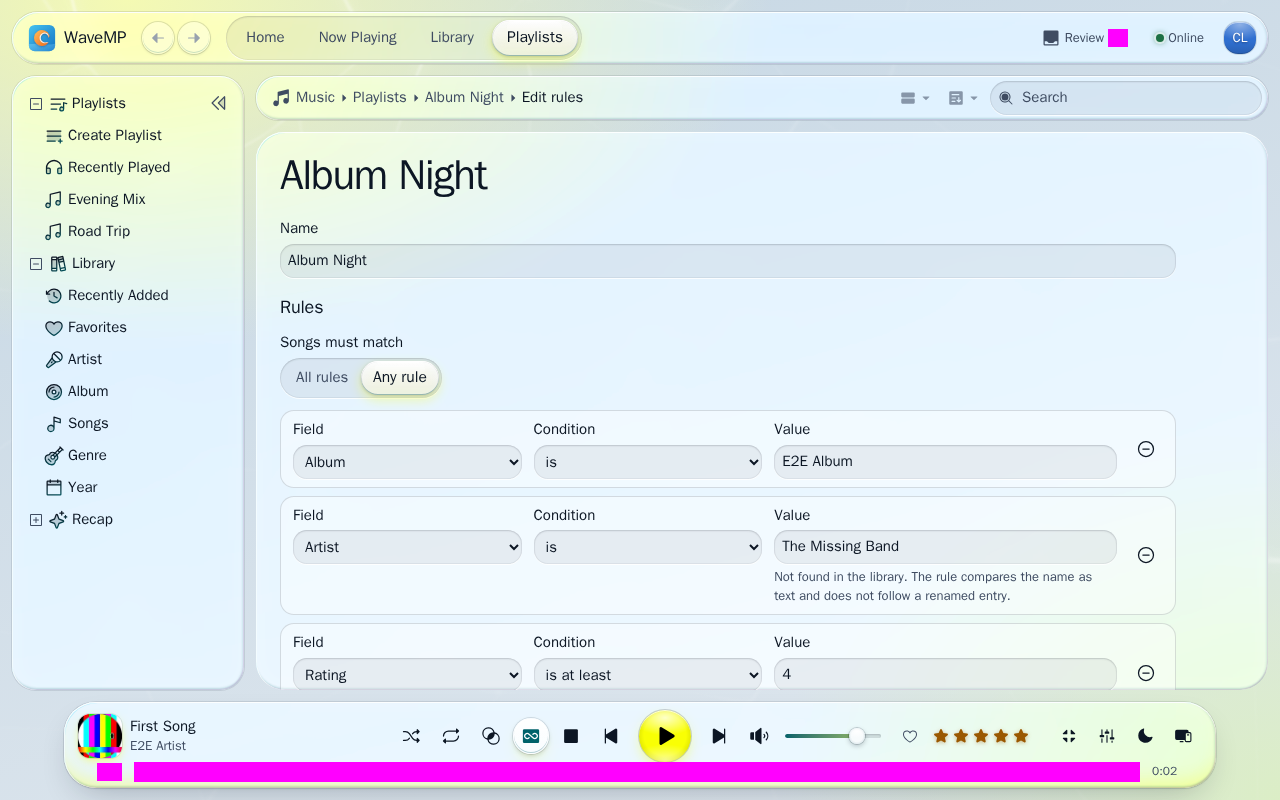 WaveMP
Home
Now Playing
Library
Playlists
Review
Online
CL
Playlists
Create Playlist
Recently Played
Evening Mix
Road Trip
Library
Recently Added
Favorites
Artist
Album
Songs
Genre
Year
Recap
Music
Playlists
Album Night
Edit rules
Search
Album Night
Name
Album Night
Rules
Songs must match
All rules
Any rule
Field
Condition
Value
Album
is
E2E Album
Field
Condition
Value
Artist
is
The Missing Band
Not found in the library. The rule compares the name as
text and does not follow a renamed entry.
Field
Condition
Value
Rating
is at least
4
First Song
E2E Artist
0:02